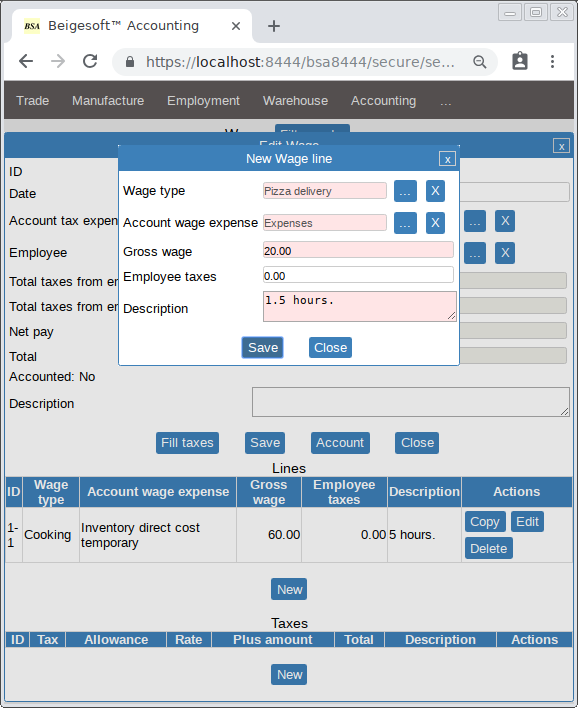 BSA Beigesoft™ Accounting
https://localhost:8444/bsa8444/secure/se...
Trade Manufacture Employment Warehouse Accounting ...
Edit Wage x
New Wage line x
ID
Date
Account tax expen ... X
Employee ... X
Total taxes from em
Total taxes from em
Net pay
Total
Accounted: No
Description
Wage type Pizza delivery ... X
Account wage expense Expenses ... X
Gross wage 20.00
Employee taxes 0.00
Description 1.5 hours.
Save Close
Fill taxes Save Account Close
Lines
ID Wage type Account wage expense Gross wage Employee taxes Description Actions
1-1 Cooking Inventory direct cost temporary 60.00 0.00 5 hours. Copy Edit Delete
New
Taxes
ID Tax Allowance Rate Plus amount Total Description Actions
New